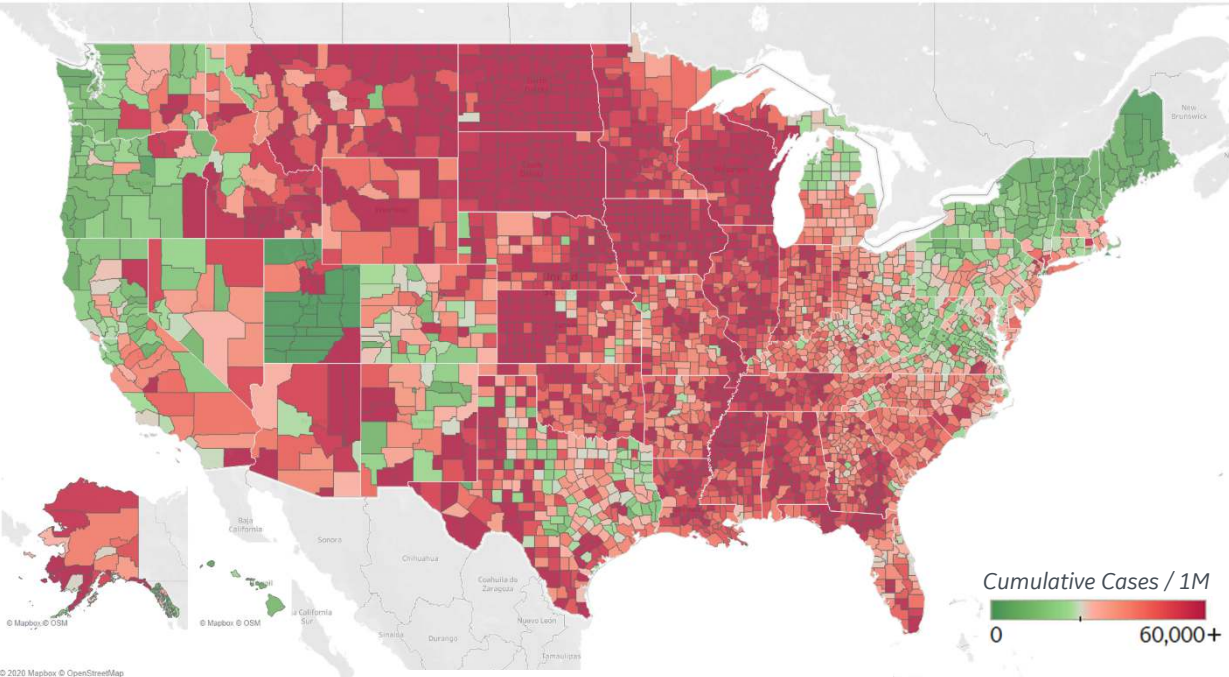 New
Brunswick
Baja
California
Sonora
Chihuahua
Coahuila de
Zaragoza
Nuevo León
Sinaloa
Durango
Tamaulipas
a California
Sur
© Mapbox © OSM
© Mapbox © OSM
Cumulative Cases / 1M
0
60,000+
© 2020 Mapbox © OpenStreetMap